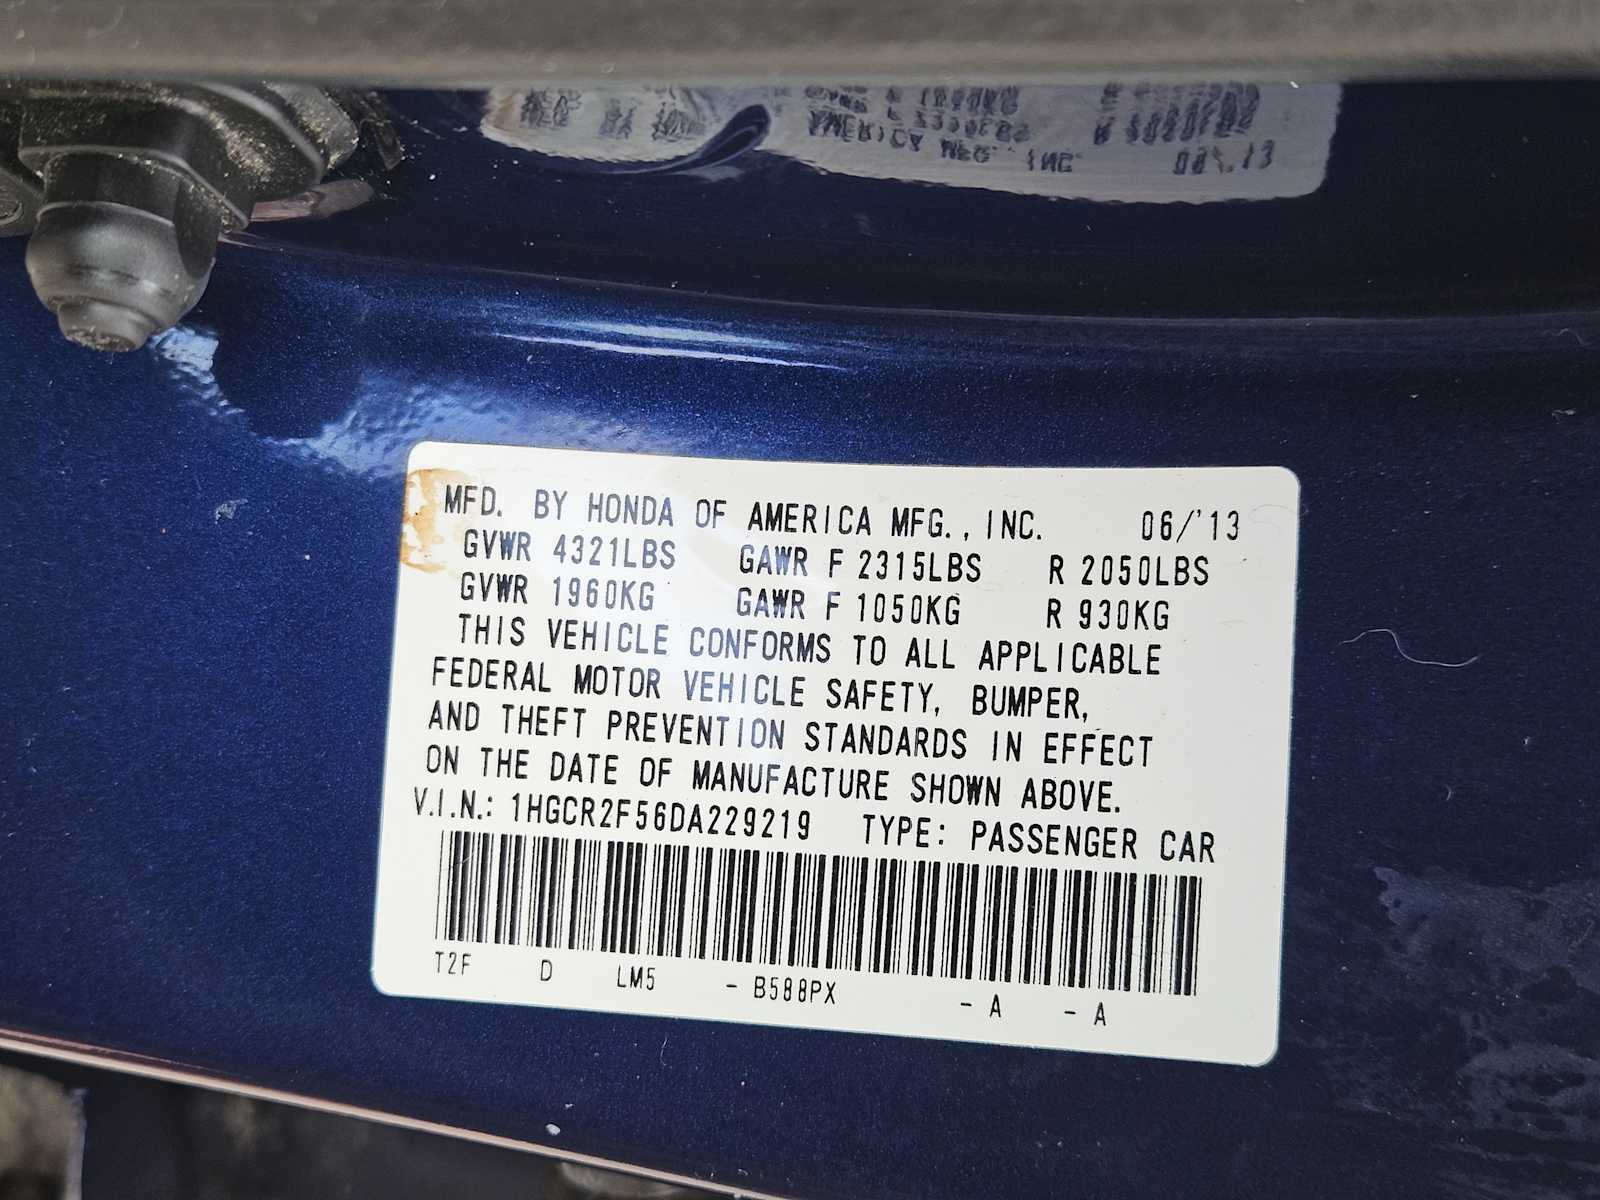 MFD. BY HONDA OF AMERICA MFG., INC. 06/'13
GVWR 4321LBS GAWR F 2315LBS R 2050LBS
GVWR 1960KG GAWR F 1050KG R 930KG
THIS VEHICLE CONFORMS TO ALL APPLICABLE
FEDERAL MOTOR VEHICLE SAFETY, BUMPER,
AND THEFT PREVENTION STANDARDS IN EFFECT
ON THE DATE OF MANUFACTURE SHOWN ABOVE.
V.I.N.: 1HGCR2F56DA229219 TYPE: PASSENGER CAR
T2F D LM5 - B588PX - A - A